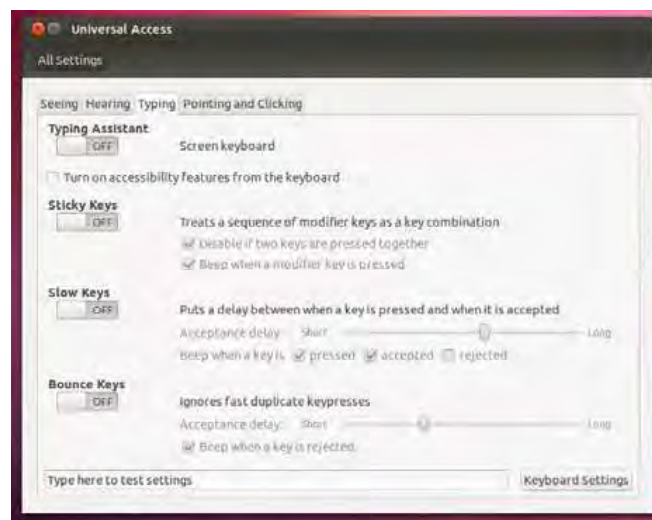 Universal Access
All Settings
Seeing Hearing Typing Pointing and Clicking
Typing Assistant
OFF Screen keyboard
Turn on accessibility features from the keyboard
Sticky Keys
OFF Treats a sequence of modifier keys as a key combination
Disable if two keys are pressed together
Beep when a modifier key is pressed
Slow Keys
OFF Puts a delay between when a key is pressed and when it is accepted
Acceptance delay: Short Long
Beep when a key is pressed accepted rejected
Bounce Keys
OFF Ignores fast duplicate keypresses
Acceptance delay: Short Long
Beep when a key is rejected
Type here to test settings Keyboard Settings